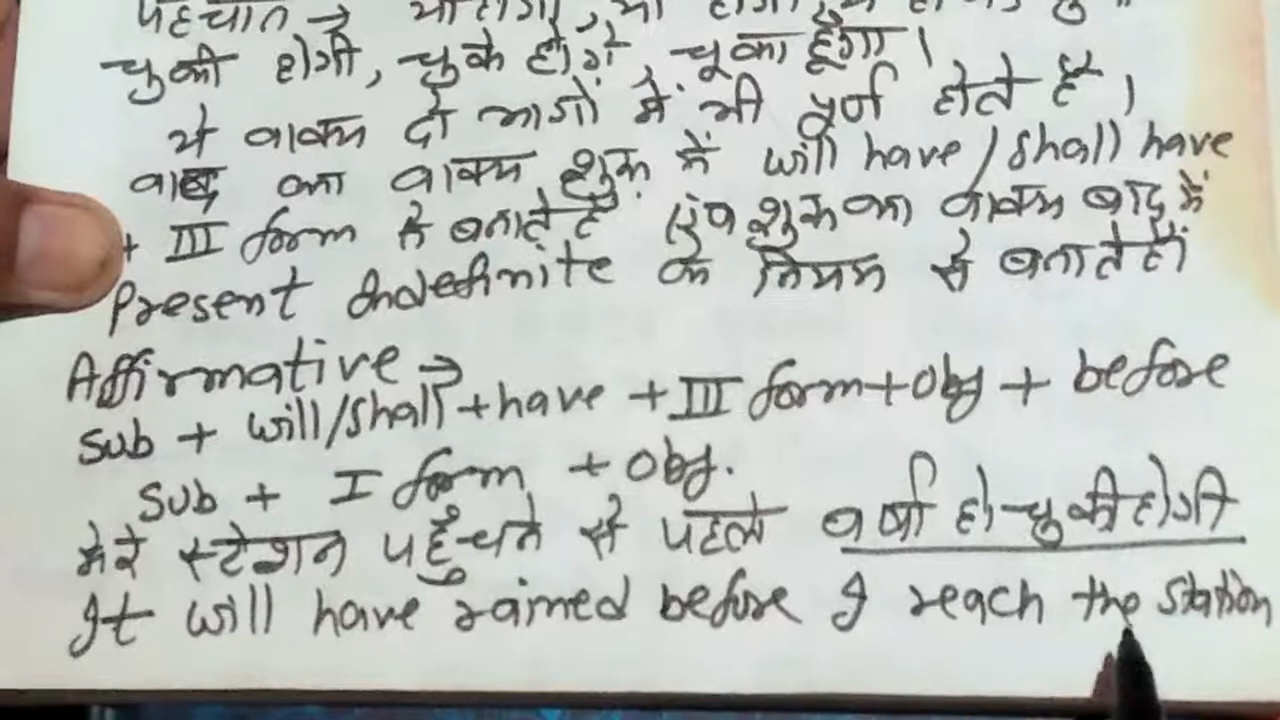 पहचान →
चुकी होगी, चुके होंगे चूका हूँगा।
ये वाक्य दो भागों में भी पूर्ण होते हैं।
बाद का वाक्य शुरू में will have / shall have
+ III form से बनाते हैं एंव शुरू का वाक्य बाद में
Present Indefinite के नियम से बनाते हैं।
Affirmative →
Sub + will/shall + have + III form + obj + before
Sub + I form + obj.
मेरे स्टेशन पहुँचने से पहले वर्षा हो चुकी होगी
It will have rained before I reach the station